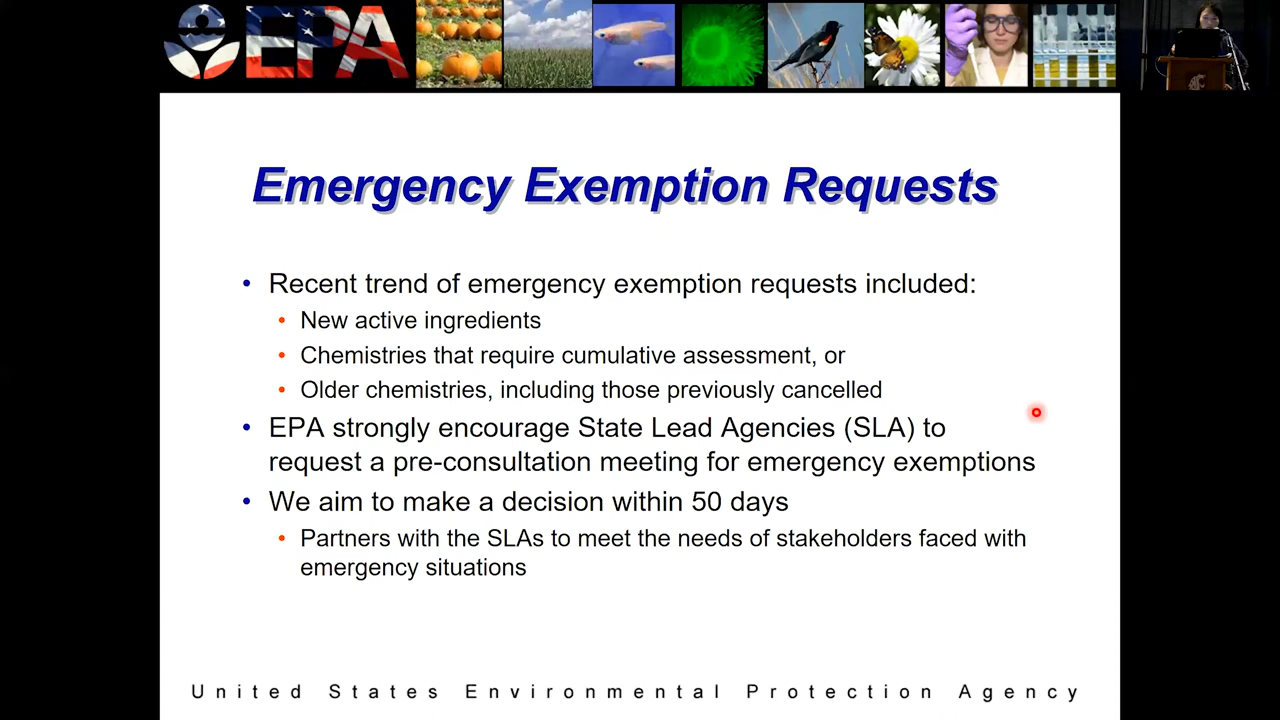 EPA
Emergency Exemption Requests
• Recent trend of emergency exemption requests included:
• New active ingredients
• Chemistries that require cumulative assessment, or
• Older chemistries, including those previously cancelled
• EPA strongly encourage State Lead Agencies (SLA) to
request a pre-consultation meeting for emergency exemptions
• We aim to make a decision within 50 days
• Partners with the SLAs to meet the needs of stakeholders faced with
emergency situations
United States Environmental Protection Agency